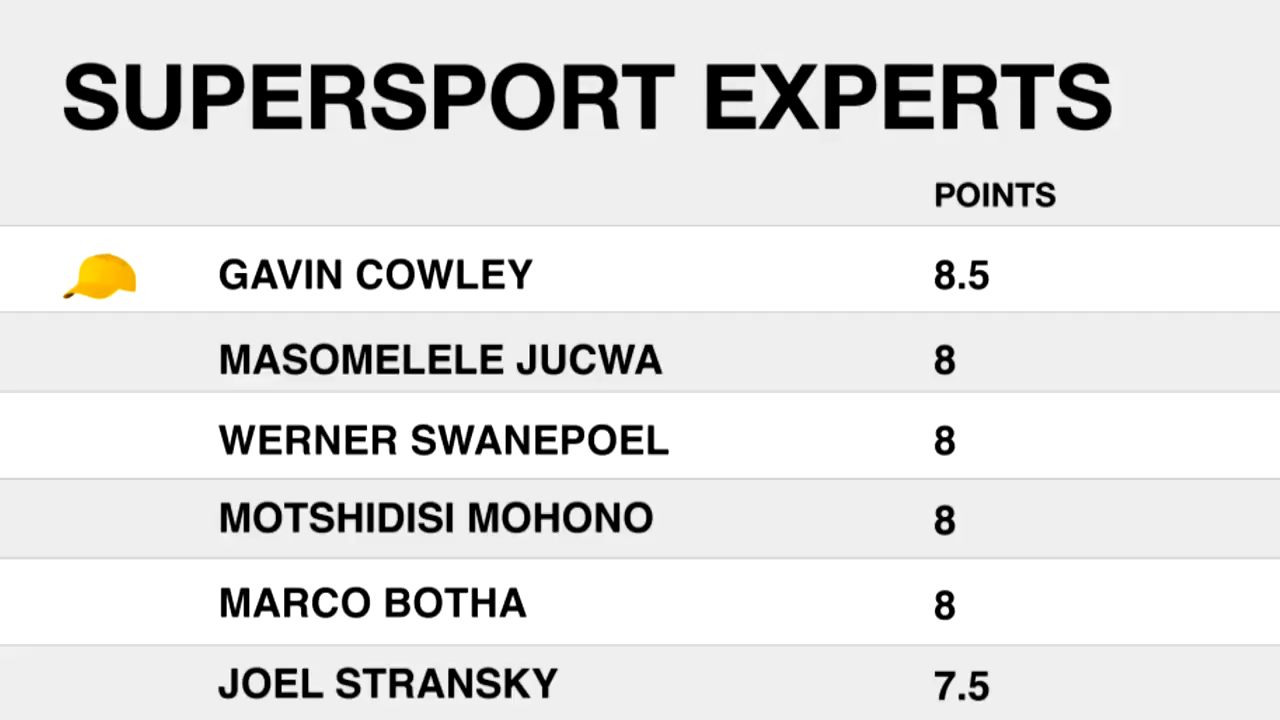 SUPERSPORT EXPERTS
POINTS
GAVIN COWLEY 8.5
MASOMELELE JUCWA 8
WERNER SWANEPOEL 8
MOTSHIDISI MOHONO 8
MARCO BOTHA 8
JOEL STRANSKY 7.5